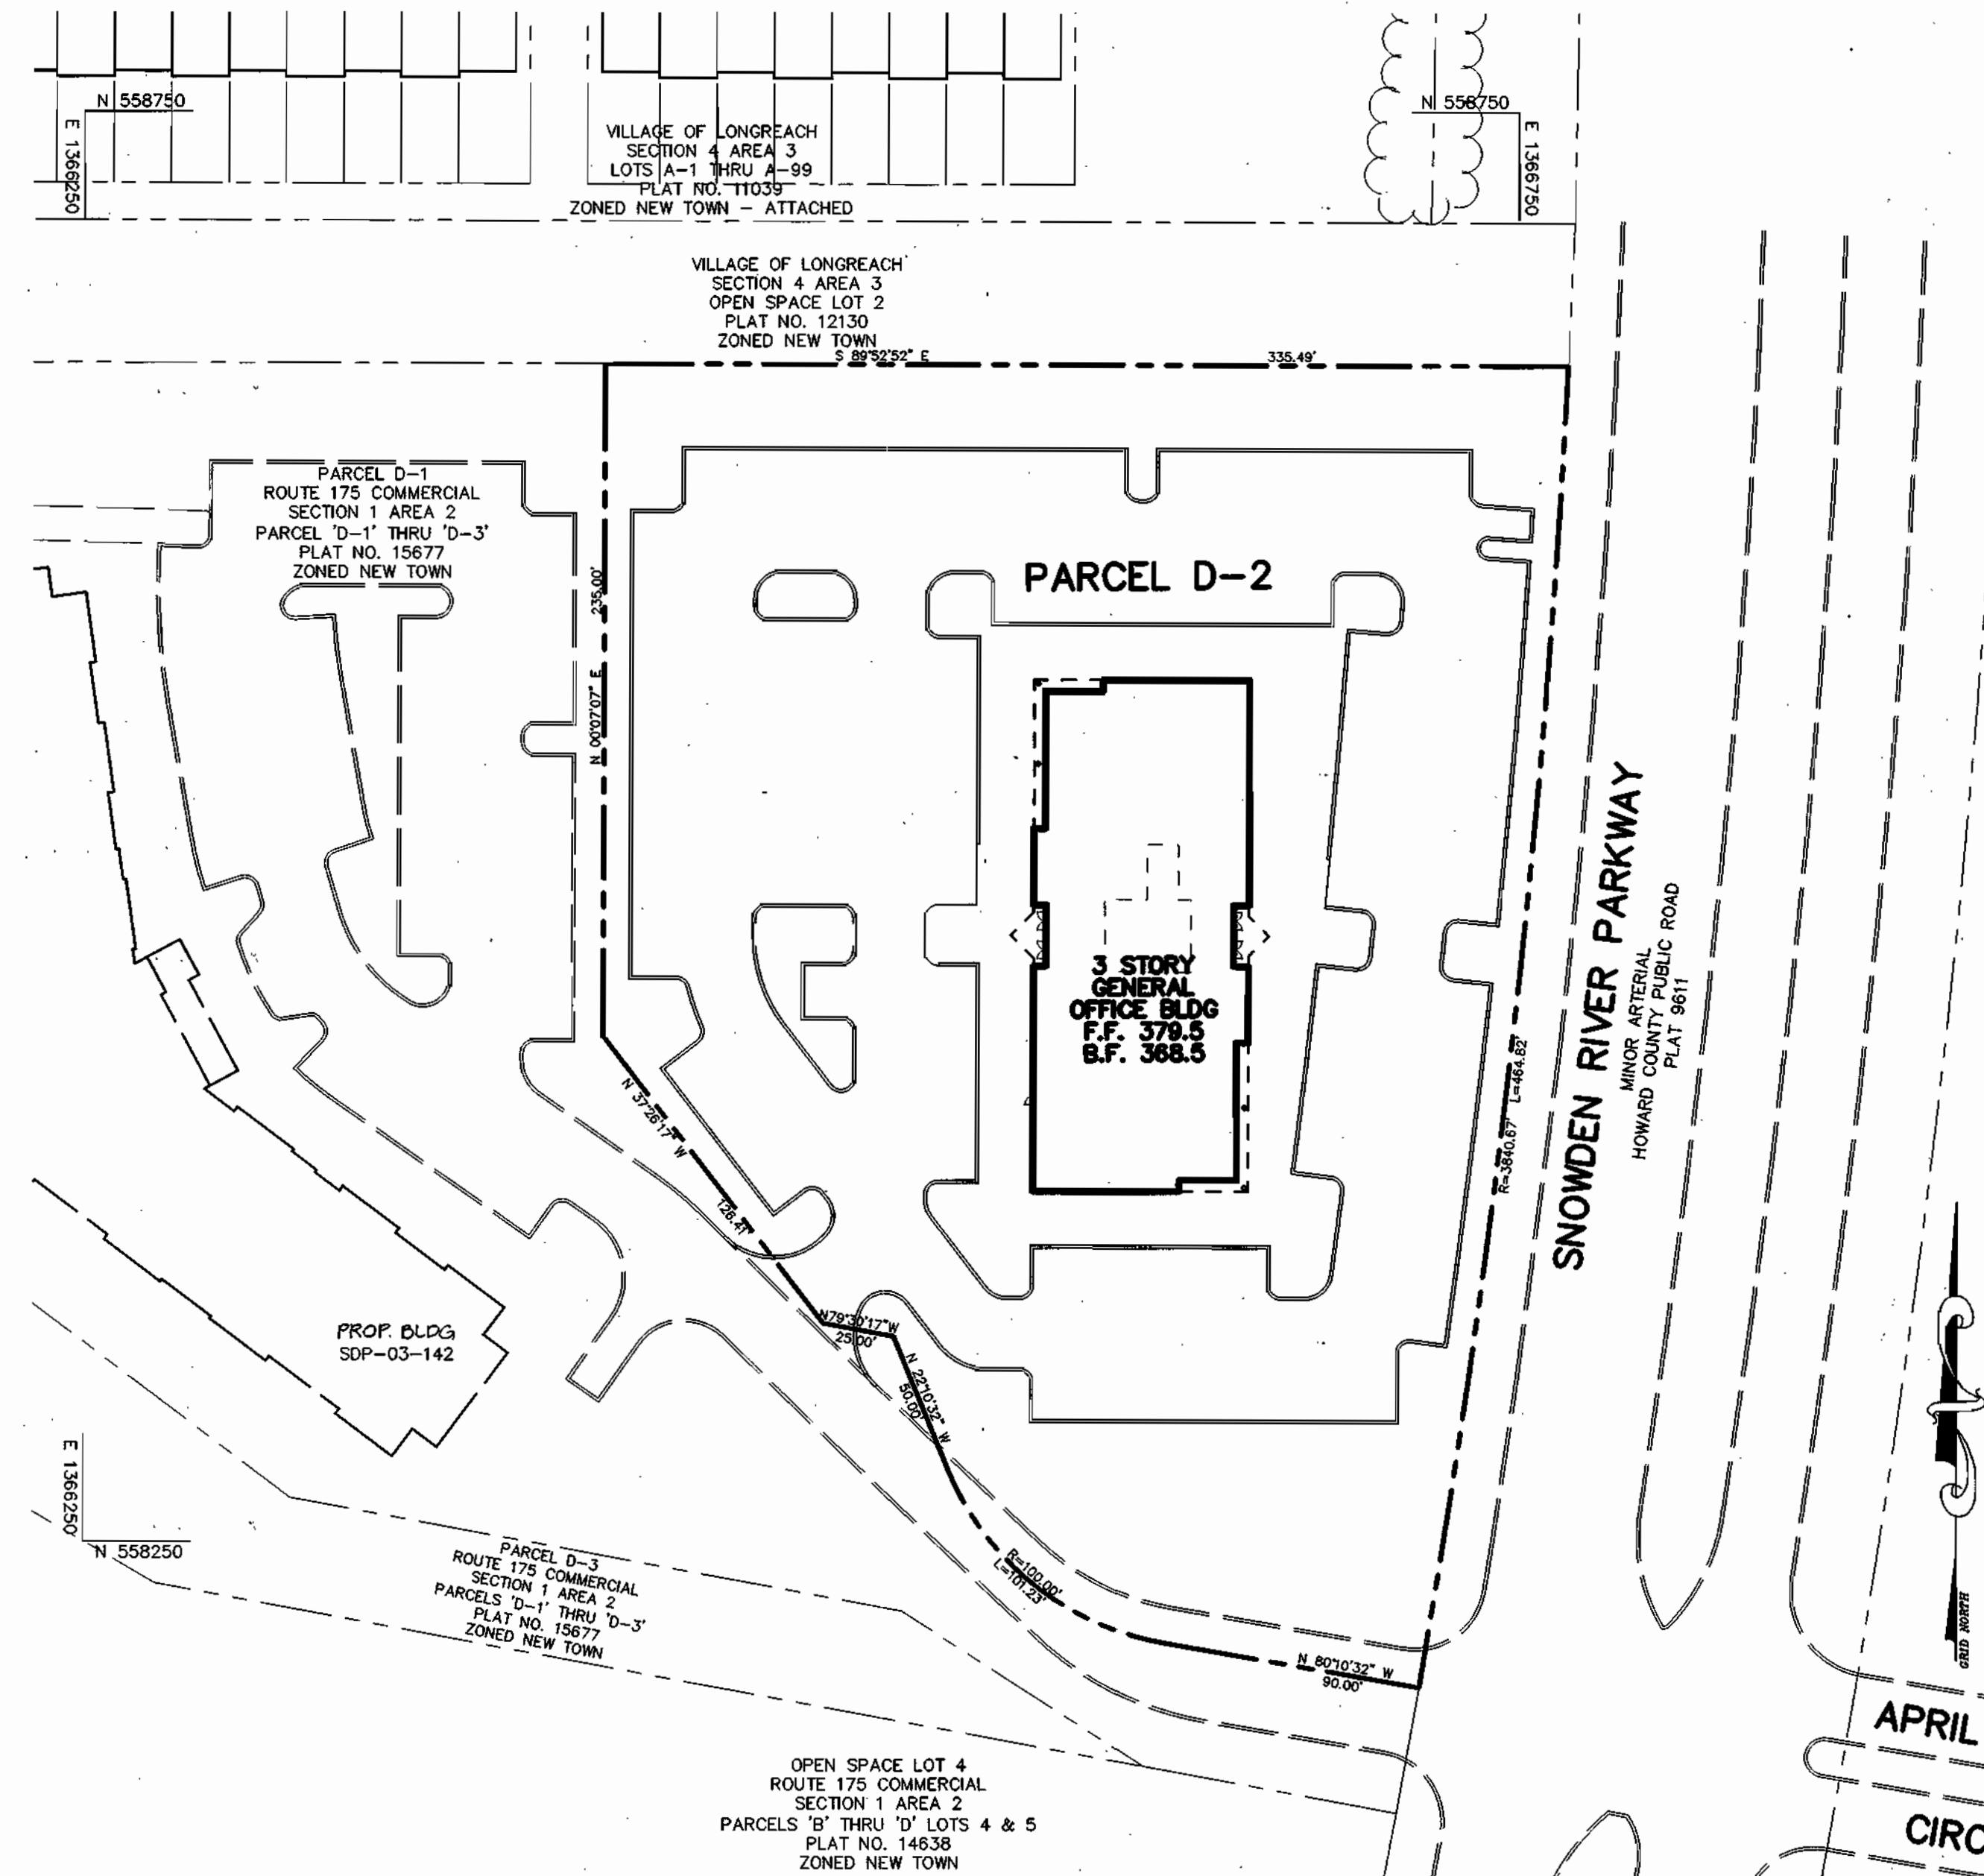 N 558750
E 1366250
VILLAGE OF LONGREACH
SECTION 4 AREA 3
LOTS A-1 THRU A-99
PLAT NO. 11039
ZONED NEW TOWN - ATTACHED
N 558750
E 1366750
VILLAGE OF LONGREACH
SECTION 4 AREA 3
OPEN SPACE LOT 2
PLAT NO. 12130
ZONED NEW TOWN
S 89°52'52" E
335.49'
PARCEL D-1
ROUTE 175 COMMERCIAL
SECTION 1 AREA 2
PARCEL 'D-1' THRU 'D-3'
PLAT NO. 15677
ZONED NEW TOWN
PARCEL D-2
N 00°07'07" E
235.00'
3 STORY
GENERAL
OFFICE BLDG
F.F. 379.5
B.F. 368.5
SNOWDEN RIVER PARKWAY
MINOR ARTERIAL
HOWARD COUNTY PUBLIC ROAD
PLAT 9611
R=3840.67' L=464.82'
N 37°26'17" W
126.41'
N79°30'17"W
25.00'
N 22°10'32" W
50.00'
PROP. BLDG
SDP-03-142
E 1366250
N 558250
PARCEL D-3
ROUTE 175 COMMERCIAL
SECTION 1 AREA 2
PARCELS 'D-1' THRU 'D-3'
PLAT NO. 15677
ZONED NEW TOWN
R=100.00'
L=101.23'
N 80°10'32" W
90.00'
GRID NORTH
APRIL
CIRC
OPEN SPACE LOT 4
ROUTE 175 COMMERCIAL
SECTION 1 AREA 2
PARCELS 'B' THRU 'D' LOTS 4 & 5
PLAT NO. 14638
ZONED NEW TOWN